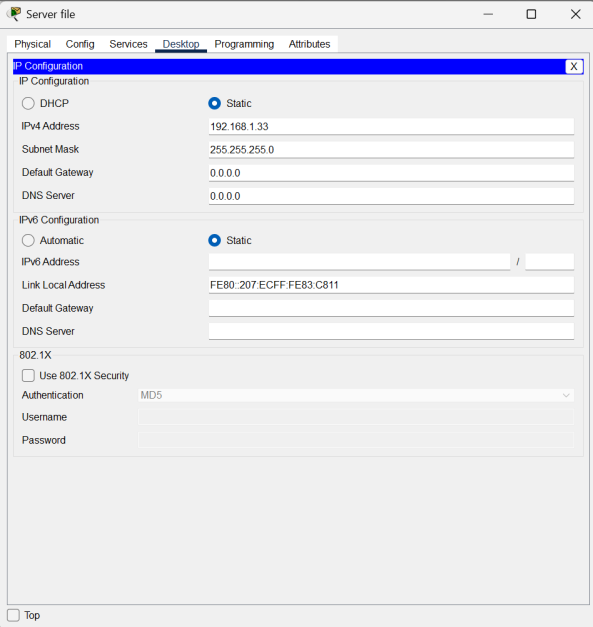 Server file
Physical Config Services Desktop Programming Attributes
IP Configuration
X
IP Configuration
DHCP Static
IPv4 Address 192.168.1.33
Subnet Mask 255.255.255.0
Default Gateway 0.0.0.0
DNS Server 0.0.0.0
IPv6 Configuration
Automatic Static
IPv6 Address /
Link Local Address FE80::207:ECFF:FE83:C811
Default Gateway
DNS Server
802.1X
Use 802.1X Security
Authentication MD5
Username
Password
Top